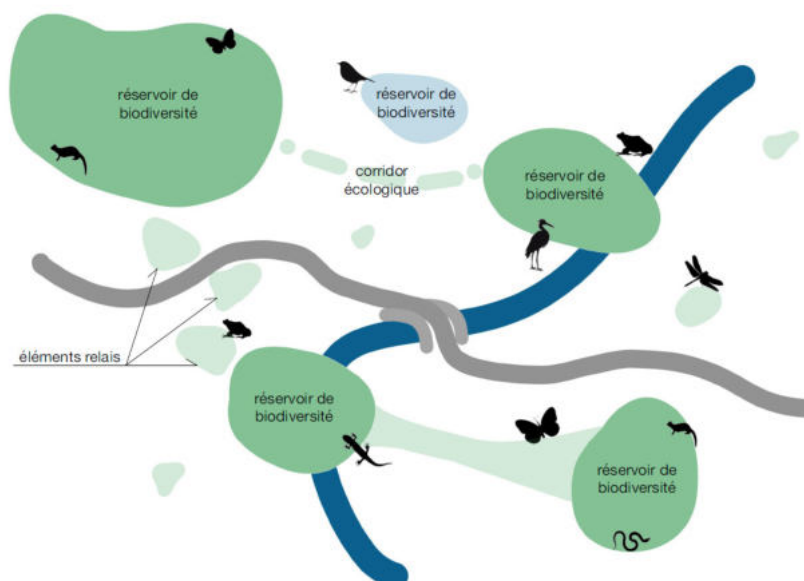 réservoir de
biodiversité
réservoir de
biodiversité
corridor
écologique
réservoir de
biodiversité
éléments relais
réservoir de
biodiversité
réservoir de
biodiversité